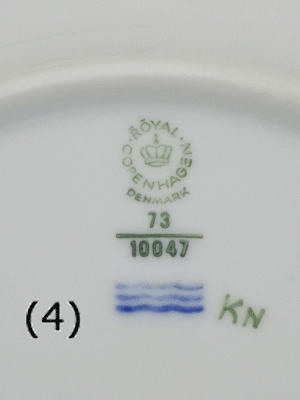 ROYAL
COPENHAGEN
DENMARK
73
10047
(4) KN